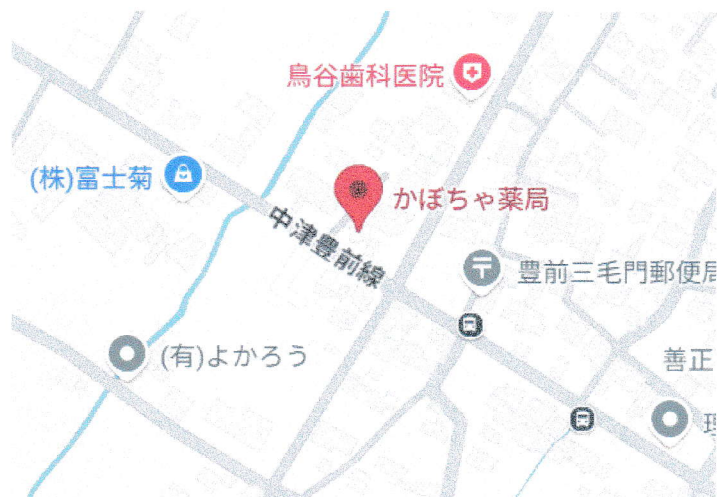 鳥谷歯科医院
(株)富士菊
かぼちゃ薬局
中津豊前線
豊前三毛門郵便局
(有)よかろう
善正